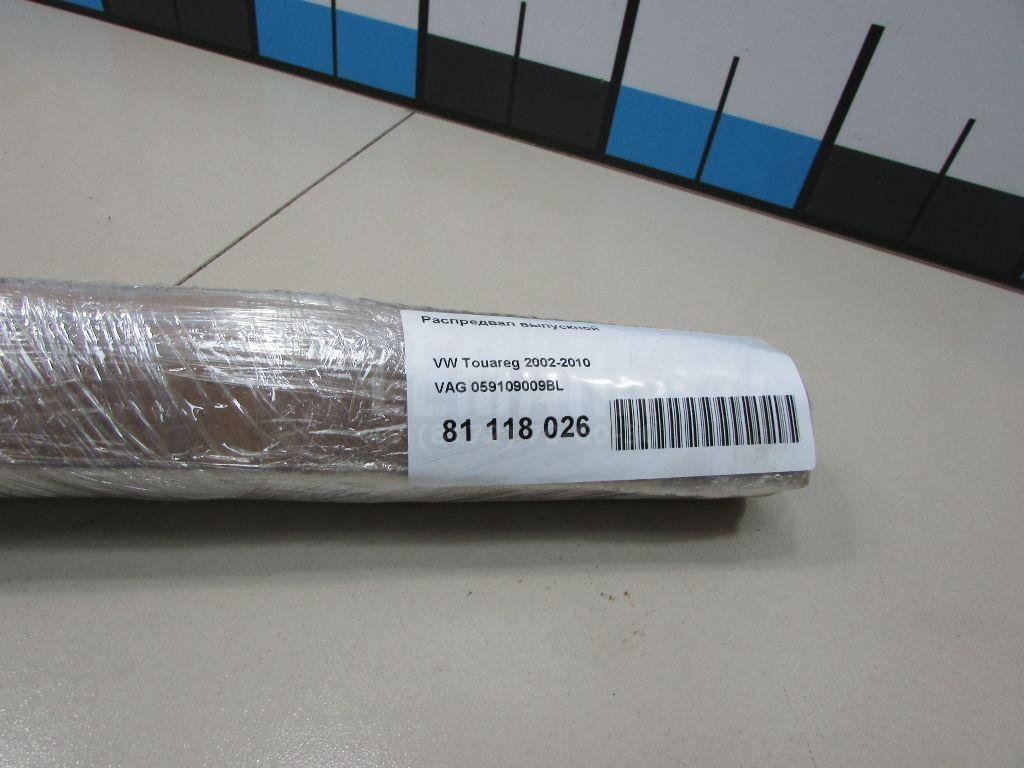 Распредвал выпускной
VW Touareg 2002-2010
VAG 059109009BL
81 118 026